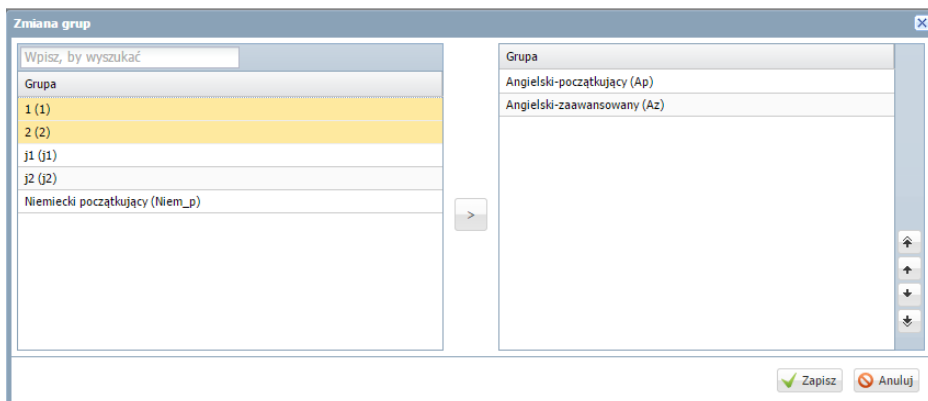 Zmiana grup
Wpisz, by wyszukać
Grupa
1 (1)
2 (2)
j1 (j1)
j2 (j2)
Niemiecki początkujący (Niem_p)
>
Grupa
Angielski-początkujący (Ap)
Angielski-zaawansowany (Az)
Zapisz
Anuluj